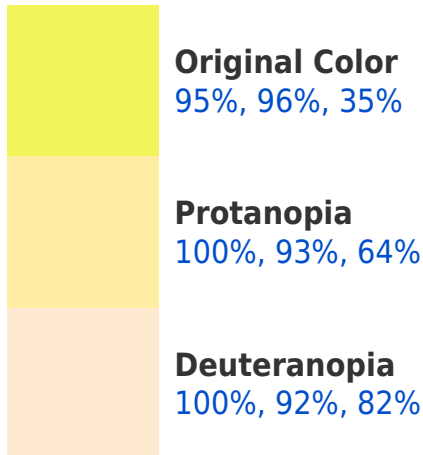 Original Color
95%, 96%, 35%
Protanopia
100%, 93%, 64%
Deuteranopia
100%, 92%, 82%